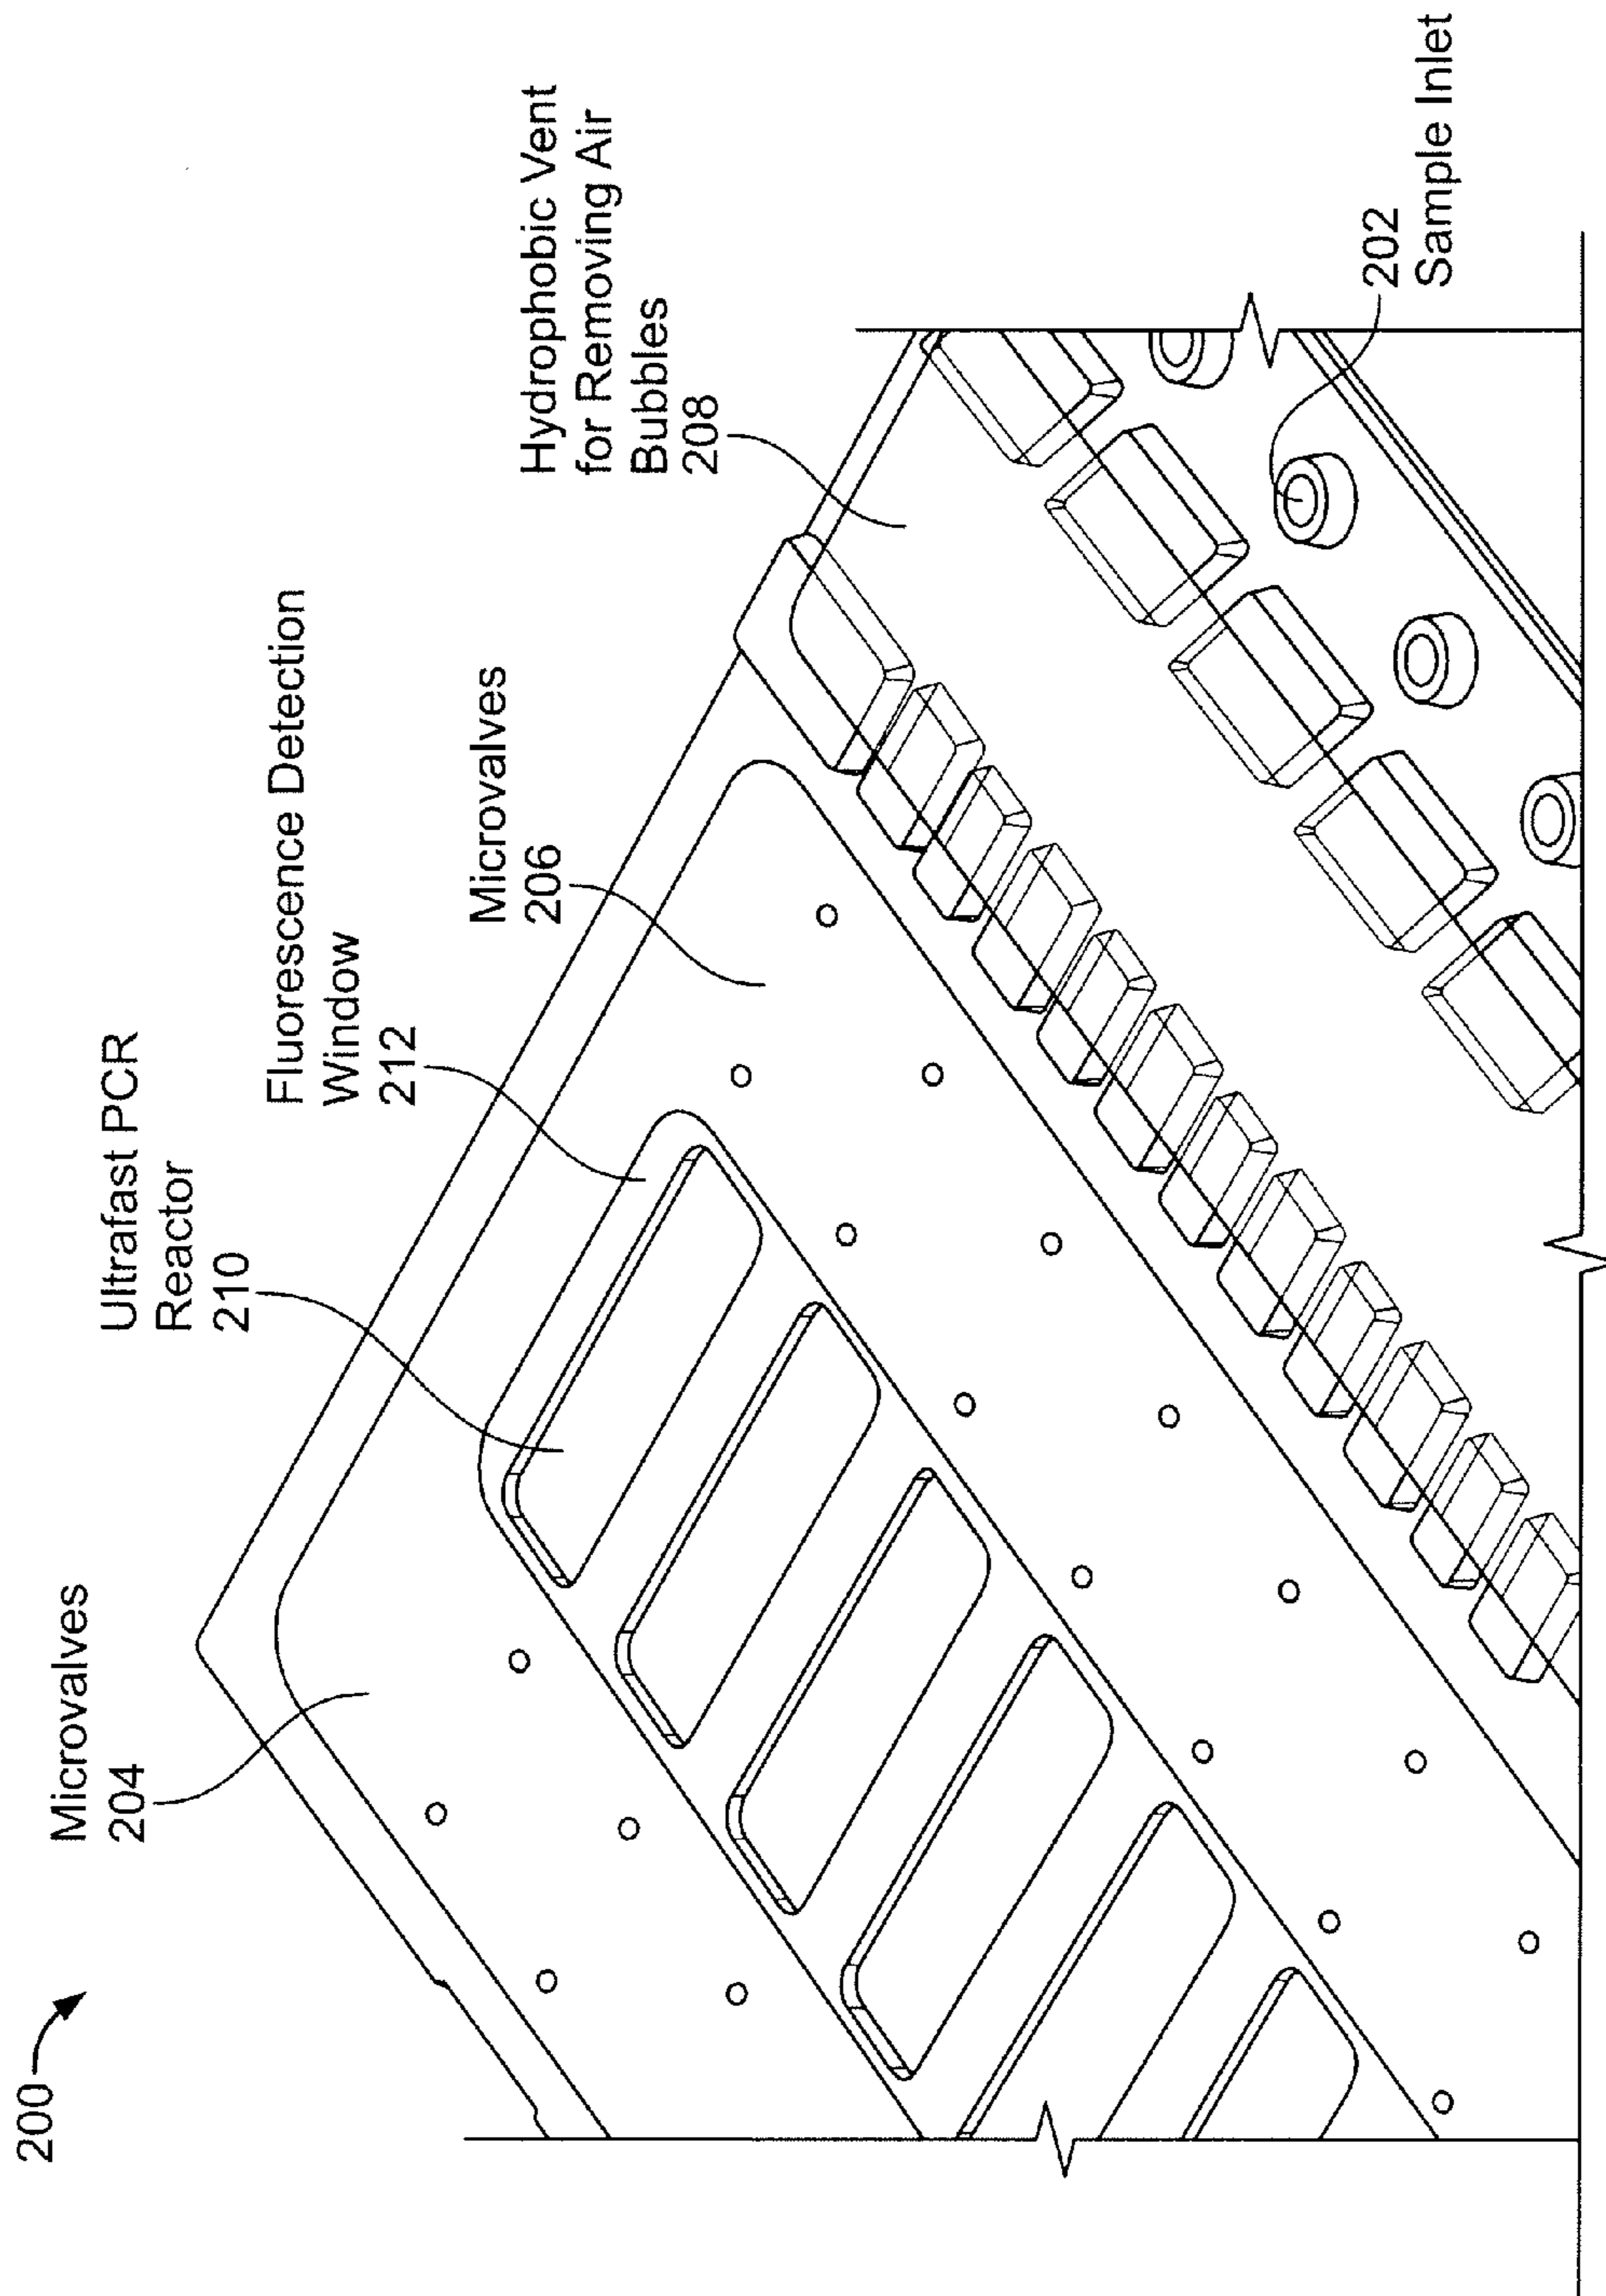 200
Microvalves
204
Ultrafast PCR
Reactor
210
Fluorescence Detection
Window
212
Microvalves
206
Hydrophobic Vent
for Removing Air
Bubbles
208
202
Sample Inlet